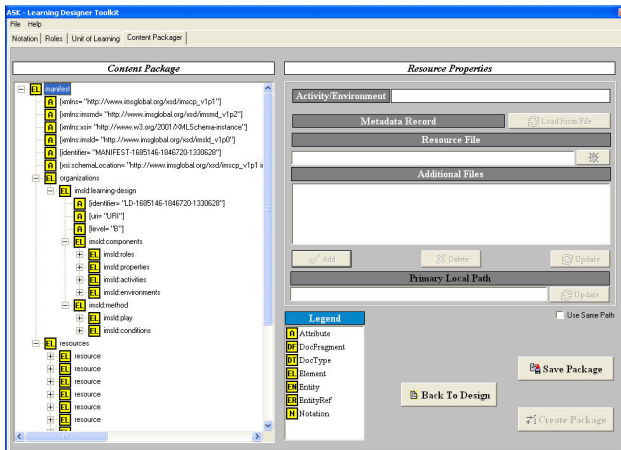 ASK - Learning Designer Toolkit
File Help
Notation Roles Unit of Learning Content Packager
Content Package
EL manifest
A [xmlns= "http://www.imsglobal.org/xsd/imscp_v1p1"]
A [xmlns:imsmd= "http://www.imsglobal.org/xsd/imsmd_v1p2"]
A [xmlns:xsi= "http://www.w3.org/2001/XMLSchema-instance"]
A [xmlns:imsld= "http://www.imsglobal.org/xsd/imsld_v1p0"]
A [identifier= "MANIFEST-1685146-1846720-1330628"]
A [xsi:schemaLocation= "http://www.imsglobal.org/xsd/imscp_v1p1 i
EL organizations
EL imsld:learning-design
A [identifier= "LD-1685146-1846720-1330628"]
A [uri= "URI"]
A [level= "B"]
EL imsld:components
EL imsld:roles
EL imsld:properties
EL imsld:activities
EL imsld:environments
EL imsld:method
EL imsld:play
EL imsld:conditions
EL resources
EL resource
EL resource
EL resource
EL resource
EL resource
EL resource
Resource Properties
Activity/Environment
Metadata Record Load From File
Resource File
Additional Files
Add Delete Update
Primary Local Path
Update
Use Same Path
Legend
A Attribute
DF DocFragment
DT DocType
EL Element
EN Entity
ER EntityRef
N Notation
Save Package
Back To Design
Create Package